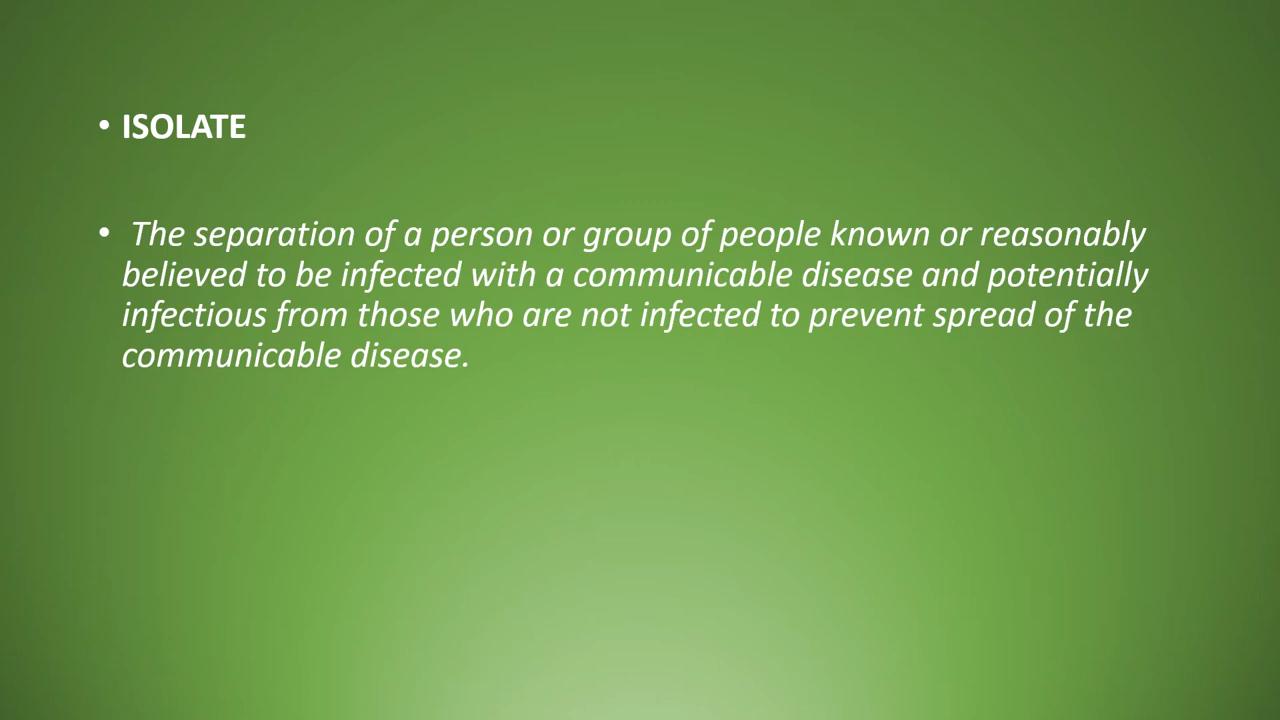 • ISOLATE
• The separation of a person or group of people known or reasonably
believed to be infected with a communicable disease and potentially
infectious from those who are not infected to prevent spread of the
communicable disease.